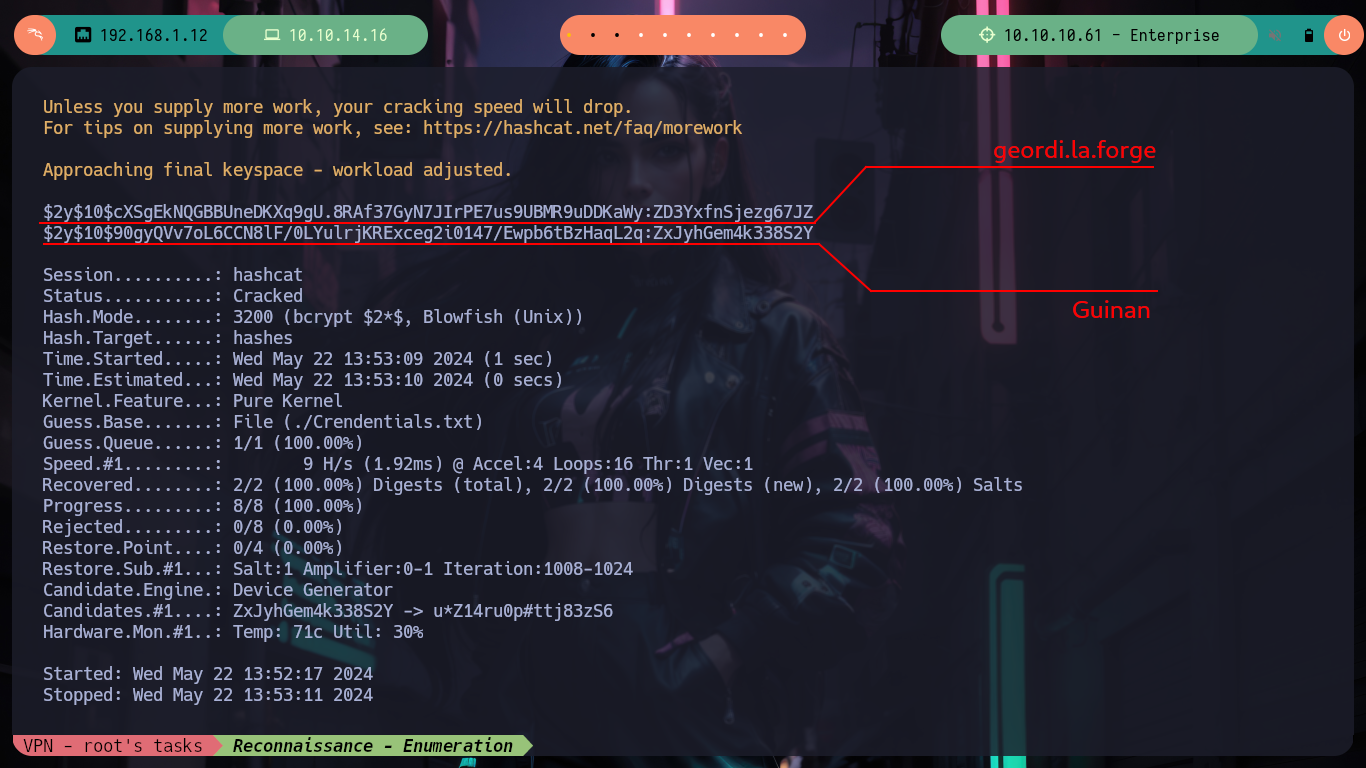 192.168.1.12 10.10.14.16 10.10.10.61 - Enterprise
Unless you supply more work, your cracking speed will drop.
For tips on supplying more work, see: https://hashcat.net/faq/morework
Approaching final keyspace - workload adjusted.
geordi.la.forge
$2y$10$cXSgEkNQGBBUneDKXq9gU.8RAf37GyN7JIrPE7us9UBMR9uDDKaWy:ZD3YxfnSjezg67JZ
$2y$10$90gyQVv7oL6CCN8lF/0LYulrjKRExceg2i0147/Ewpb6tBzHaqL2q:ZxJyhGem4k338S2Y
Guinan
Session..........: hashcat
Status...........: Cracked
Hash.Mode........: 3200 (bcrypt $2*$, Blowfish (Unix))
Hash.Target......: hashes
Time.Started.....: Wed May 22 13:53:09 2024 (1 sec)
Time.Estimated...: Wed May 22 13:53:10 2024 (0 secs)
Kernel.Feature...: Pure Kernel
Guess.Base.......: File (./Crendentials.txt)
Guess.Queue......: 1/1 (100.00%)
Speed.#1.........:        9 H/s (1.92ms) @ Accel:4 Loops:16 Thr:1 Vec:1
Recovered........: 2/2 (100.00%) Digests (total), 2/2 (100.00%) Digests (new), 2/2 (100.00%) Salts
Progress.........: 8/8 (100.00%)
Rejected.........: 0/8 (0.00%)
Restore.Point....: 0/4 (0.00%)
Restore.Sub.#1...: Salt:1 Amplifier:0-1 Iteration:1008-1024
Candidate.Engine.: Device Generator
Candidates.#1....: ZxJyhGem4k338S2Y -> u*Z14ru0p#ttj83zS6
Hardware.Mon.#1..: Temp: 71c Util: 30%
Started: Wed May 22 13:52:17 2024
Stopped: Wed May 22 13:53:11 2024
VPN - root's tasks Reconnaissance - Enumeration